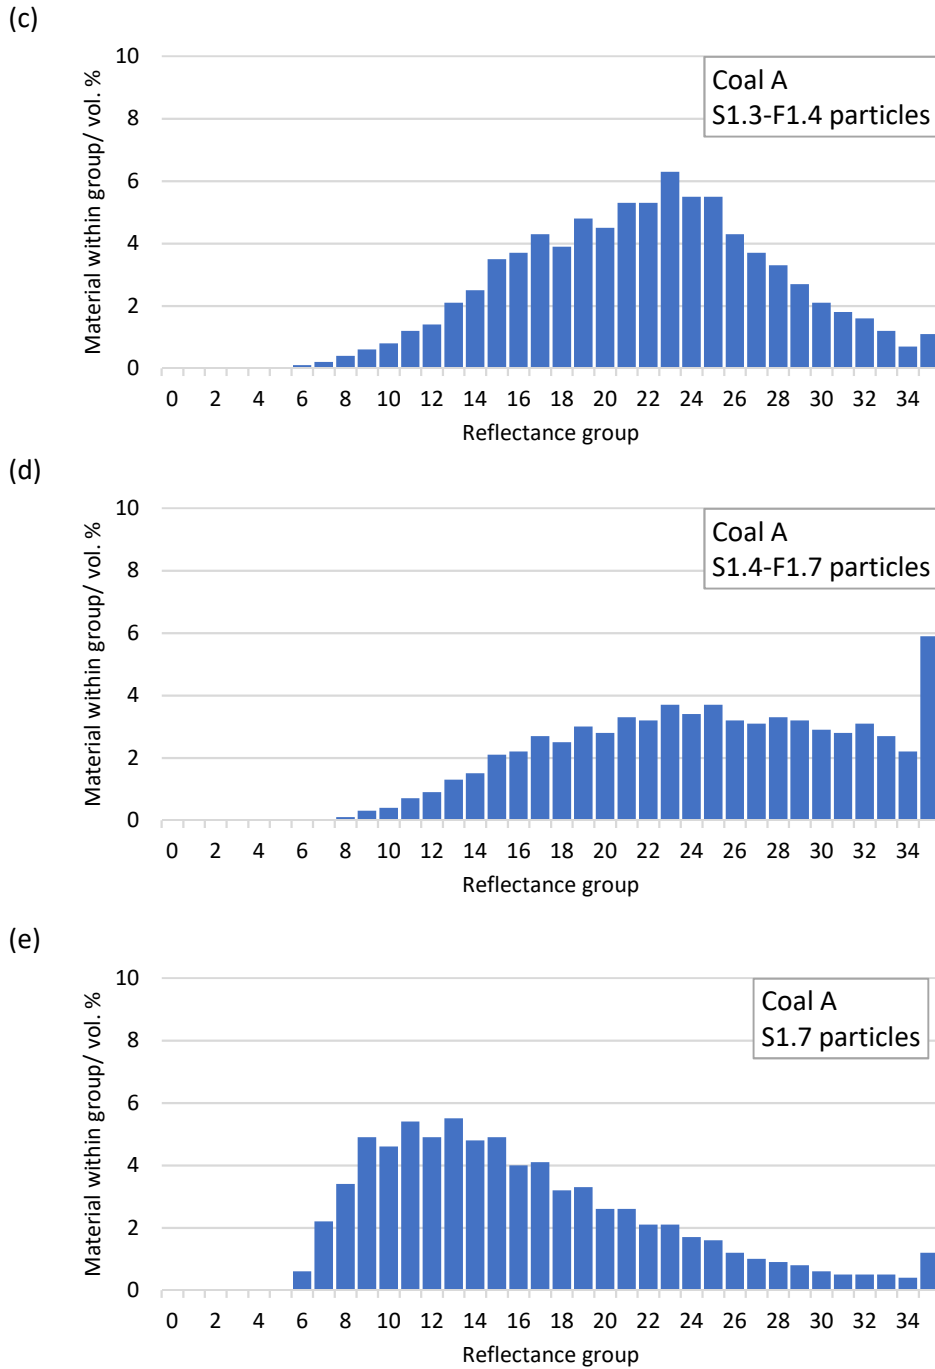 (c)
Material within group/ vol. %
10
8
6
4
2
0
Coal A
S1.3-F1.4 particles
0 2 4 6 8 10 12 14 16 18 20 22 24 26 28 30 32 34
Reflectance group
(d)
Material within group/ vol. %
10
8
6
4
2
0
Coal A
S1.4-F1.7 particles
0 2 4 6 8 10 12 14 16 18 20 22 24 26 28 30 32 34
Reflectance group
(e)
Material within group/ vol. %
10
8
6
4
2
0
Coal A
S1.7 particles
0 2 4 6 8 10 12 14 16 18 20 22 24 26 28 30 32 34
Reflectance group